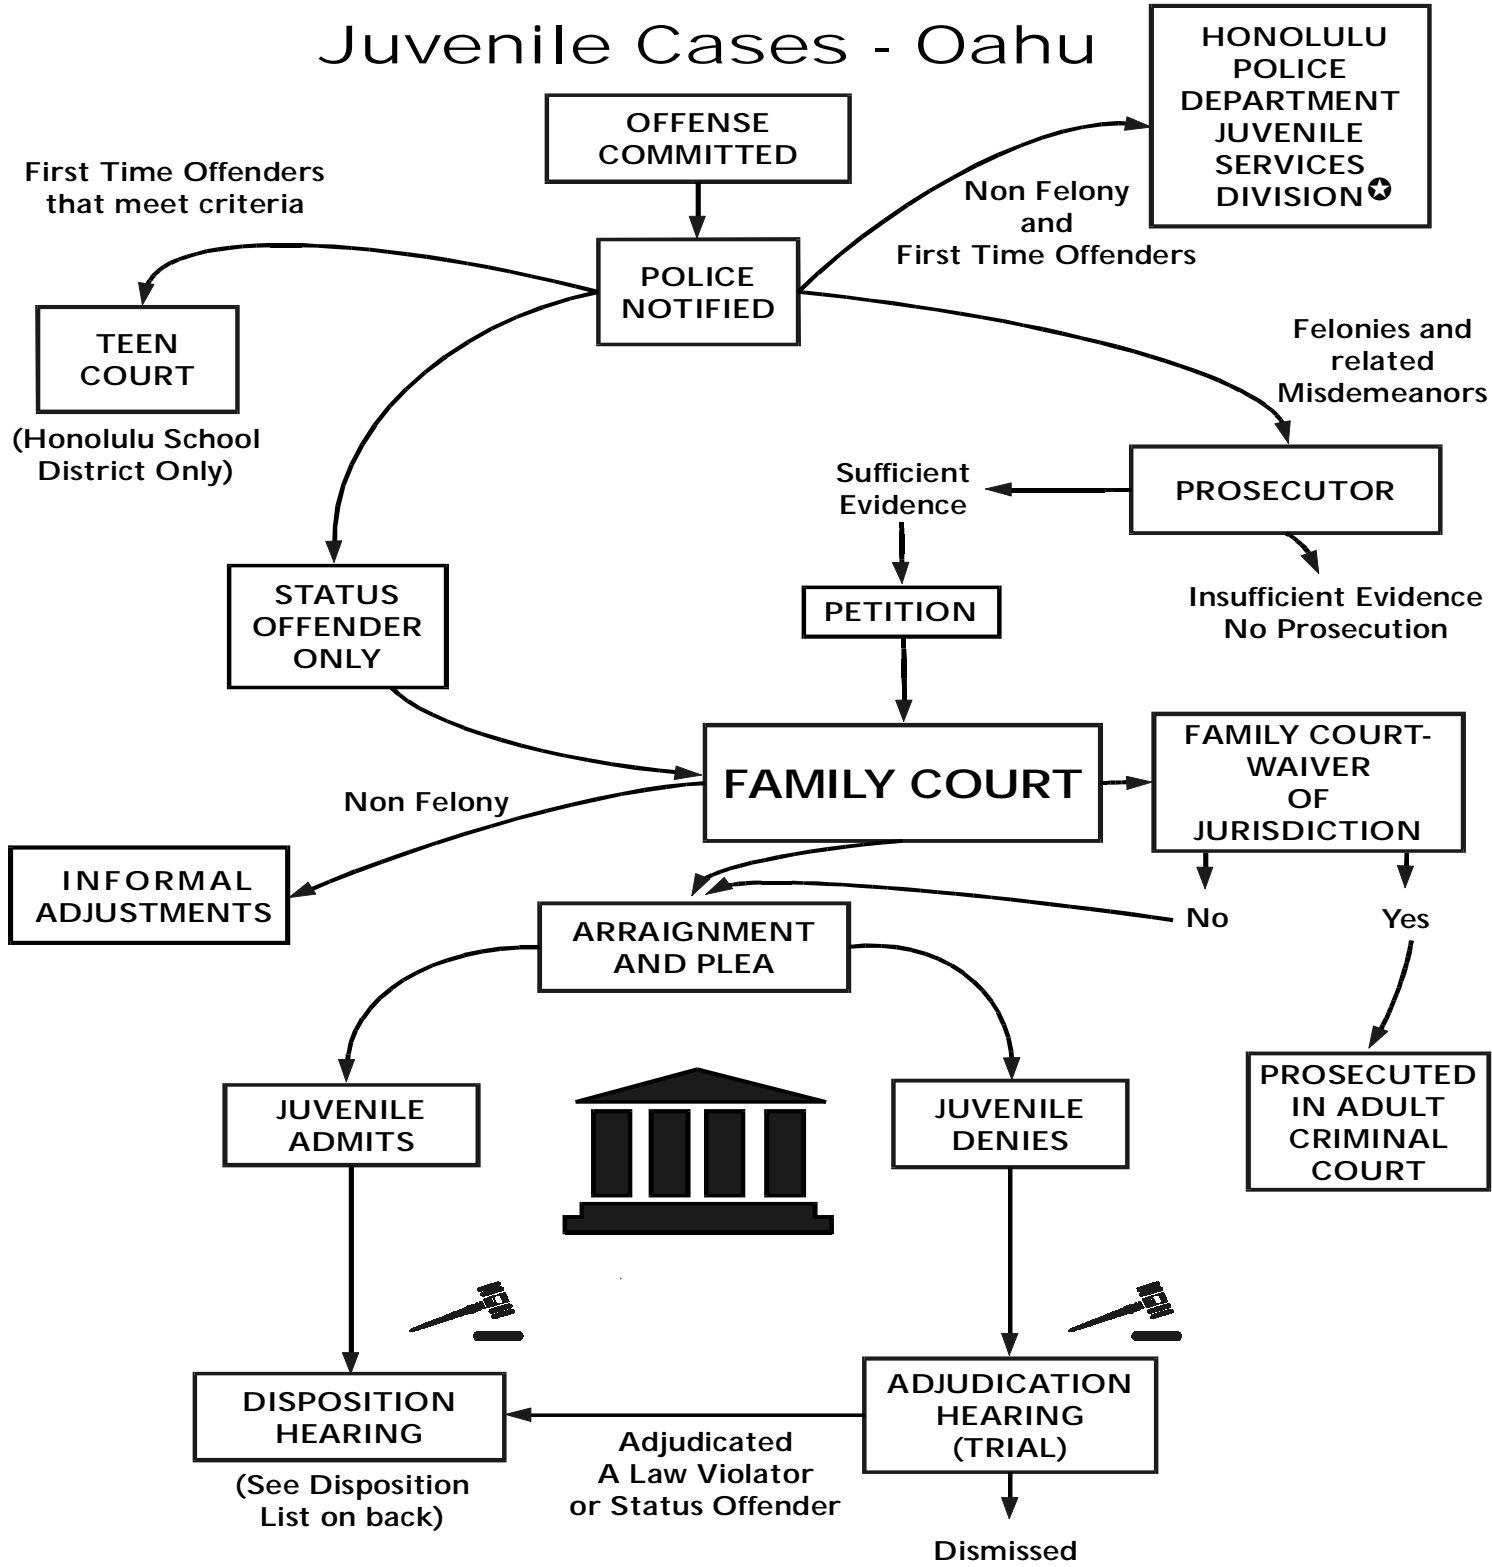 Juvenile Cases - Oahu
HONOLULU
POLICE
DEPARTMENT
JUVENILE
SERVICES
DIVISION✪
OFFENSE
COMMITTED
First Time Offenders
that meet criteria
Non Felony
and
First Time Offenders
POLICE
NOTIFIED
TEEN
COURT
(Honolulu School
District Only)
Felonies and
related
Misdemeanors
PROSECUTOR
Sufficient
Evidence
Insufficient Evidence
No Prosecution
STATUS
OFFENDER
ONLY
PETITION
FAMILY COURT
FAMILY COURT-
WAIVER
OF
JURISDICTION
Non Felony
INFORMAL
ADJUSTMENTS
No
Yes
ARRAIGNMENT
AND PLEA
JUVENILE
ADMITS
JUVENILE
DENIES
PROSECUTED
IN ADULT
CRIMINAL
COURT
DISPOSITION
HEARING
(See Disposition
List on back)
Adjudicated
A Law Violator
or Status Offender
ADJUDICATION
HEARING
(TRIAL)
Dismissed